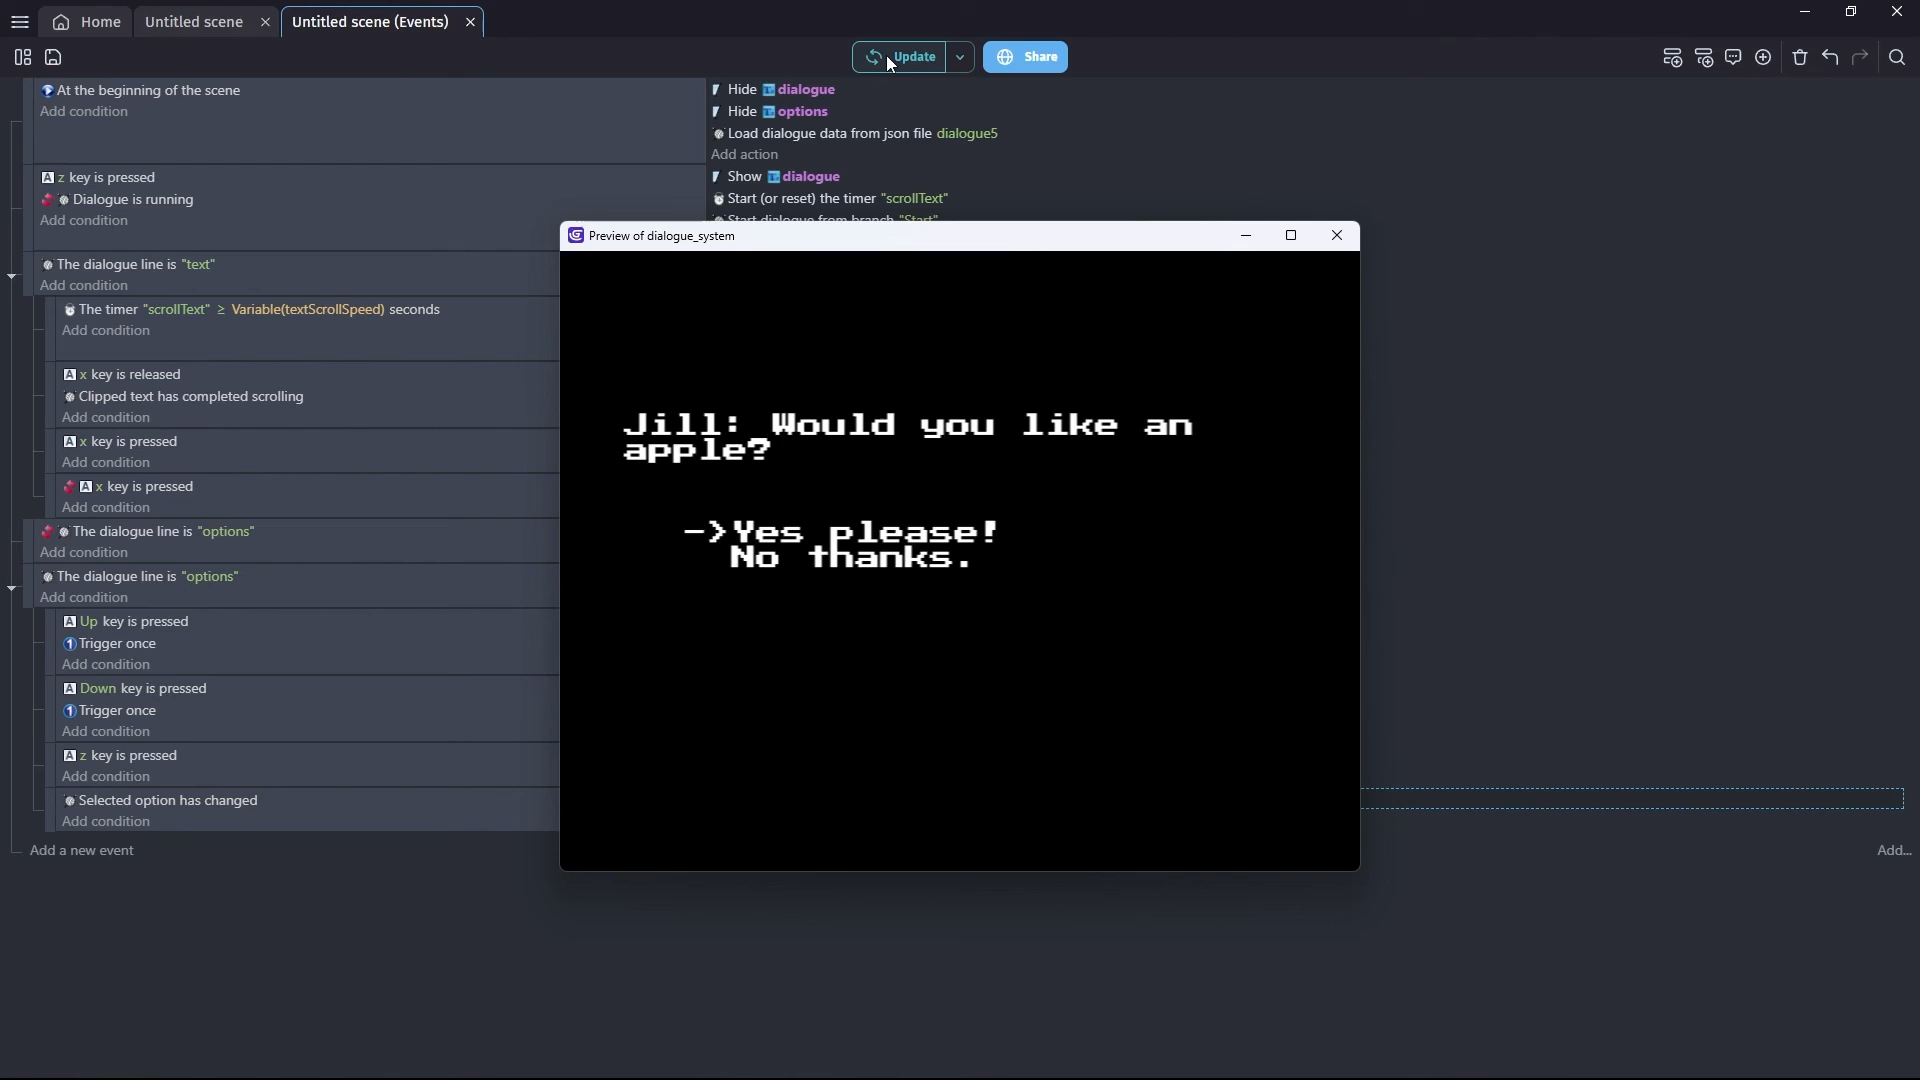 Home
Untitled scene
Untitled scene (Events)
Update
Share
At the beginning of the scene
Add condition
Hide dialogue
Hide options
Load dialogue data from json file dialogue5
Add action
z key is pressed
Dialogue is running
Add condition
Show dialogue
Start (or reset) the timer "scrollText"
Start dialogue from branch "Start"
The dialogue line is "text"
Add condition
The timer "scrollText" ≥ Variable(textScrollSpeed) seconds
Add condition
x key is released
Clipped text has completed scrolling
Add condition
x key is pressed
Add condition
x key is pressed
Add condition
The dialogue line is "options"
Add condition
The dialogue line is "options"
Add condition
Up key is pressed
Trigger once
Add condition
Down key is pressed
Trigger once
Add condition
z key is pressed
Add condition
Selected option has changed
Add condition
Add a new event
Add...
Preview of dialogue_system
Jill: Would you like an
apple?
->Yes please!
No thanks.